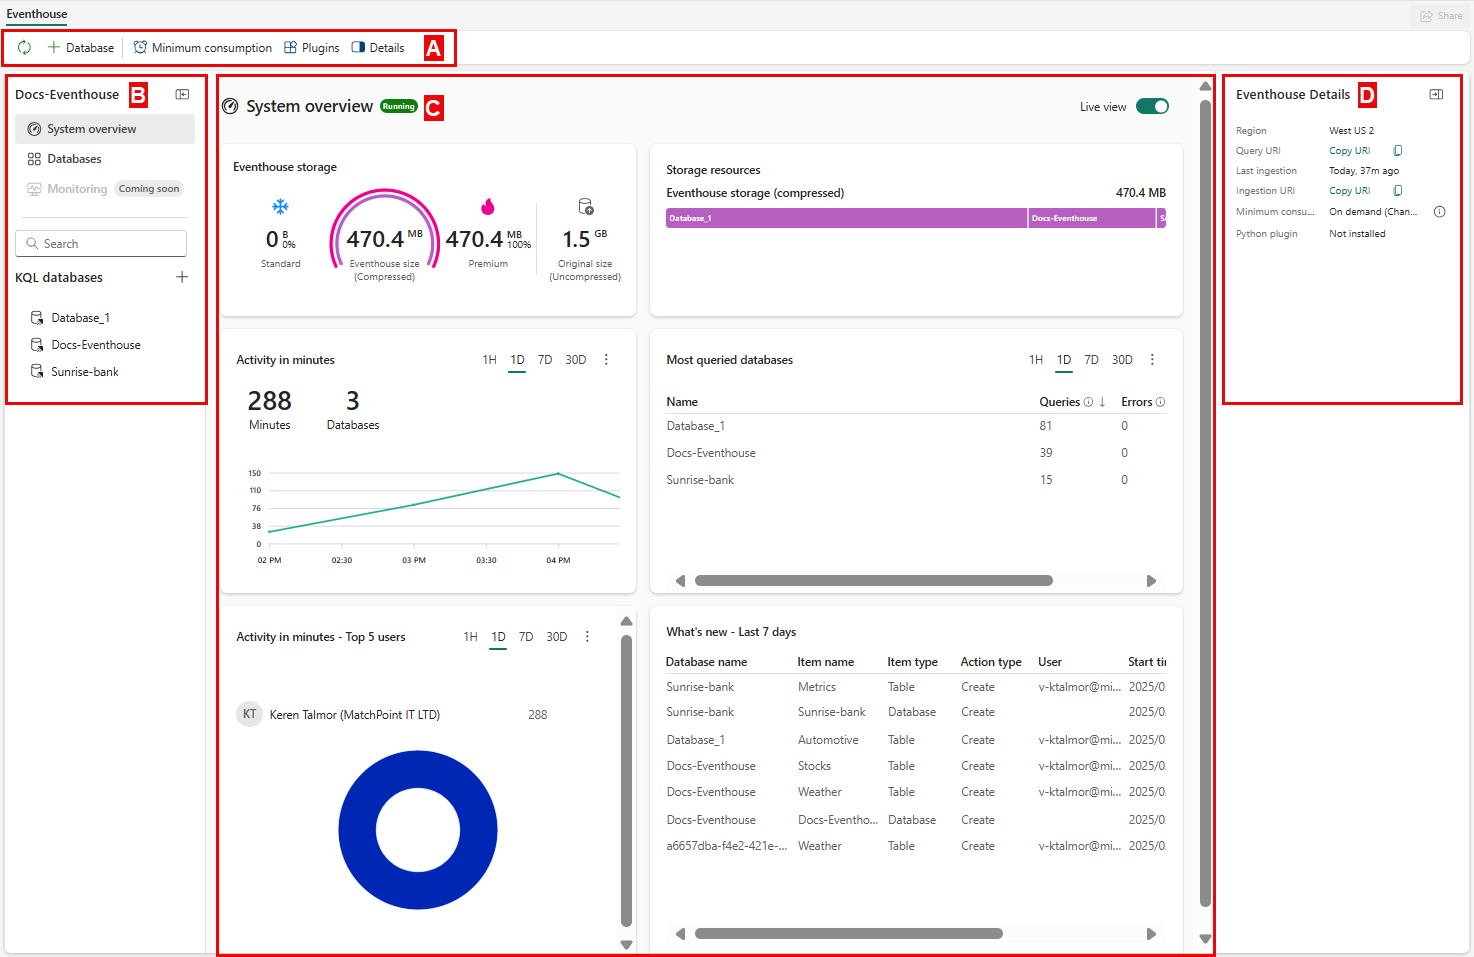 Eventhouse
Share
Database
Minimum consumption
Plugins
Details
A
Docs-Eventhouse
B
System overview
Databases
Monitoring
Coming soon
Search
KQL databases
Database_1
Docs-Eventhouse
Sunrise-bank
System overview
Running
C
Live view
Eventhouse storage
0 B 0%
Standard
470.4 MB
Eventhouse size
(Compressed)
470.4 MB 100%
Premium
1.5 GB
Original size
(Uncompressed)
Storage resources
Eventhouse storage (compressed)
470.4 MB
Database_1
Docs-Eventhouse
S
Activity in minutes
1H 1D 7D 30D
288
Minutes
3
Databases
150
110
76
38
0
02 PM 02:30 03 PM 03:30 04 PM
Most queried databases
1H 1D 7D 30D
Name Queries Errors
Database_1 81 0
Docs-Eventhouse 39 0
Sunrise-bank 15 0
Activity in minutes - Top 5 users
1H 1D 7D 30D
KT Keren Talmor (MatchPoint IT LTD) 288
What's new - Last 7 days
Database name Item name Item type Action type User Start ti
Sunrise-bank Metrics Table Create v-ktalmor@mi... 2025/0
Sunrise-bank Sunrise-bank Database Create 2025/0
Database_1 Automotive Table Create v-ktalmor@mi... 2025/0
Docs-Eventhouse Stocks Table Create v-ktalmor@mi... 2025/0
Docs-Eventhouse Weather Table Create v-ktalmor@mi... 2025/0
Docs-Eventhouse Docs-Eventho... Database Create 2025/0
a6657dba-f4e2-421e-... Weather Table Create v-ktalmor@mi... 2025/0
Eventhouse Details
D
Region West US 2
Query URI Copy URI
Last ingestion Today, 37m ago
Ingestion URI Copy URI
Minimum consu... On demand (Chan...
Python plugin Not installed